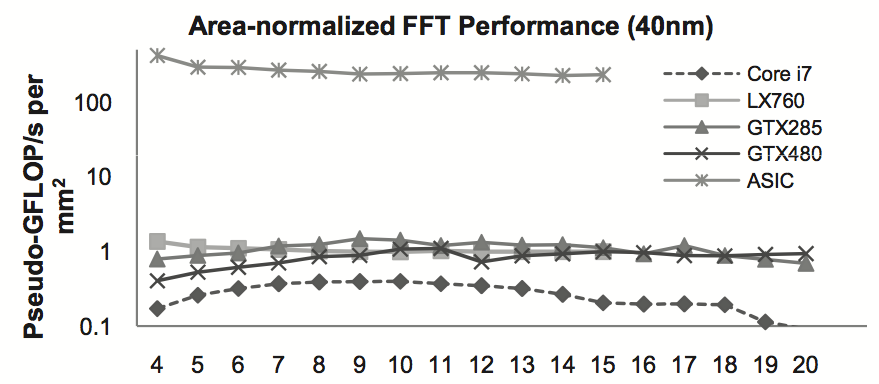 Area-normalized FFT Performance (40nm)
Pseudo-GFLOP/s per
mm²
100
10
1
0.1
Core i7
LX760
GTX285
GTX480
ASIC
4 5 6 7 8 9 10 11 12 13 14 15 16 17 18 19 20